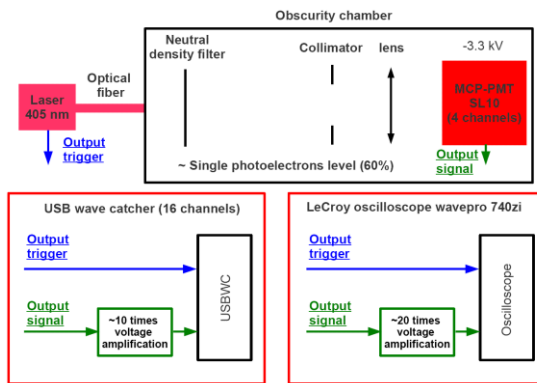 Obscurity chamber
Neutral
density filter
Collimator
lens
-3.3 kV
Optical
fiber
Laser
405 nm
MCP-PMT
SL10
(4 channels)
Output
trigger
~ Single photoelectrons level (60%)
Output
signal
USB wave catcher (16 channels)
Output
trigger
Output
signal
~10 times
voltage
amplification
USBWC
LeCroy oscilloscope wavepro 740zi
Output
trigger
Output
signal
~20 times
voltage
amplification
Oscilloscope